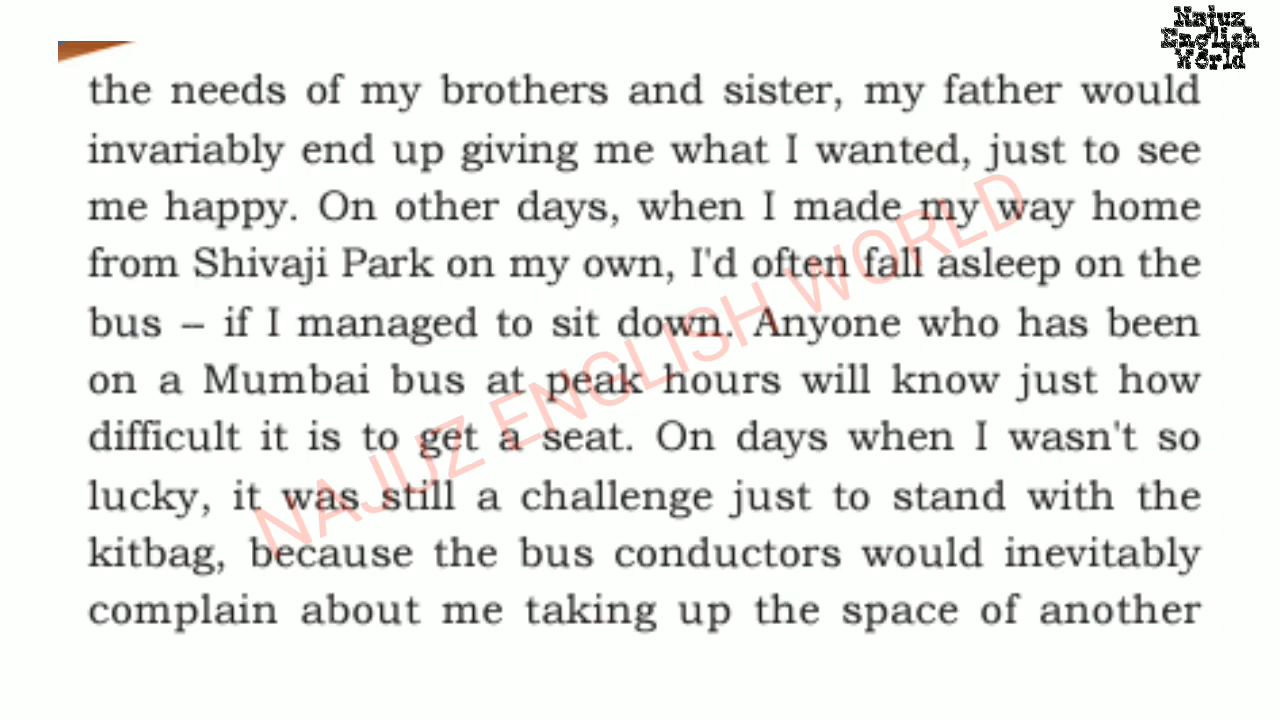 Najuz
English
World
the needs of my brothers and sister, my father would
invariably end up giving me what I wanted, just to see
me happy. On other days, when I made my way home
from Shivaji Park on my own, I'd often fall asleep on the
bus – if I managed to sit down. Anyone who has been
on a Mumbai bus at peak hours will know just how
difficult it is to get a seat. On days when I wasn't so
lucky, it was still a challenge just to stand with the
kitbag, because the bus conductors would inevitably
complain about me taking up the space of another
NAJUZ ENGLISH WORLD